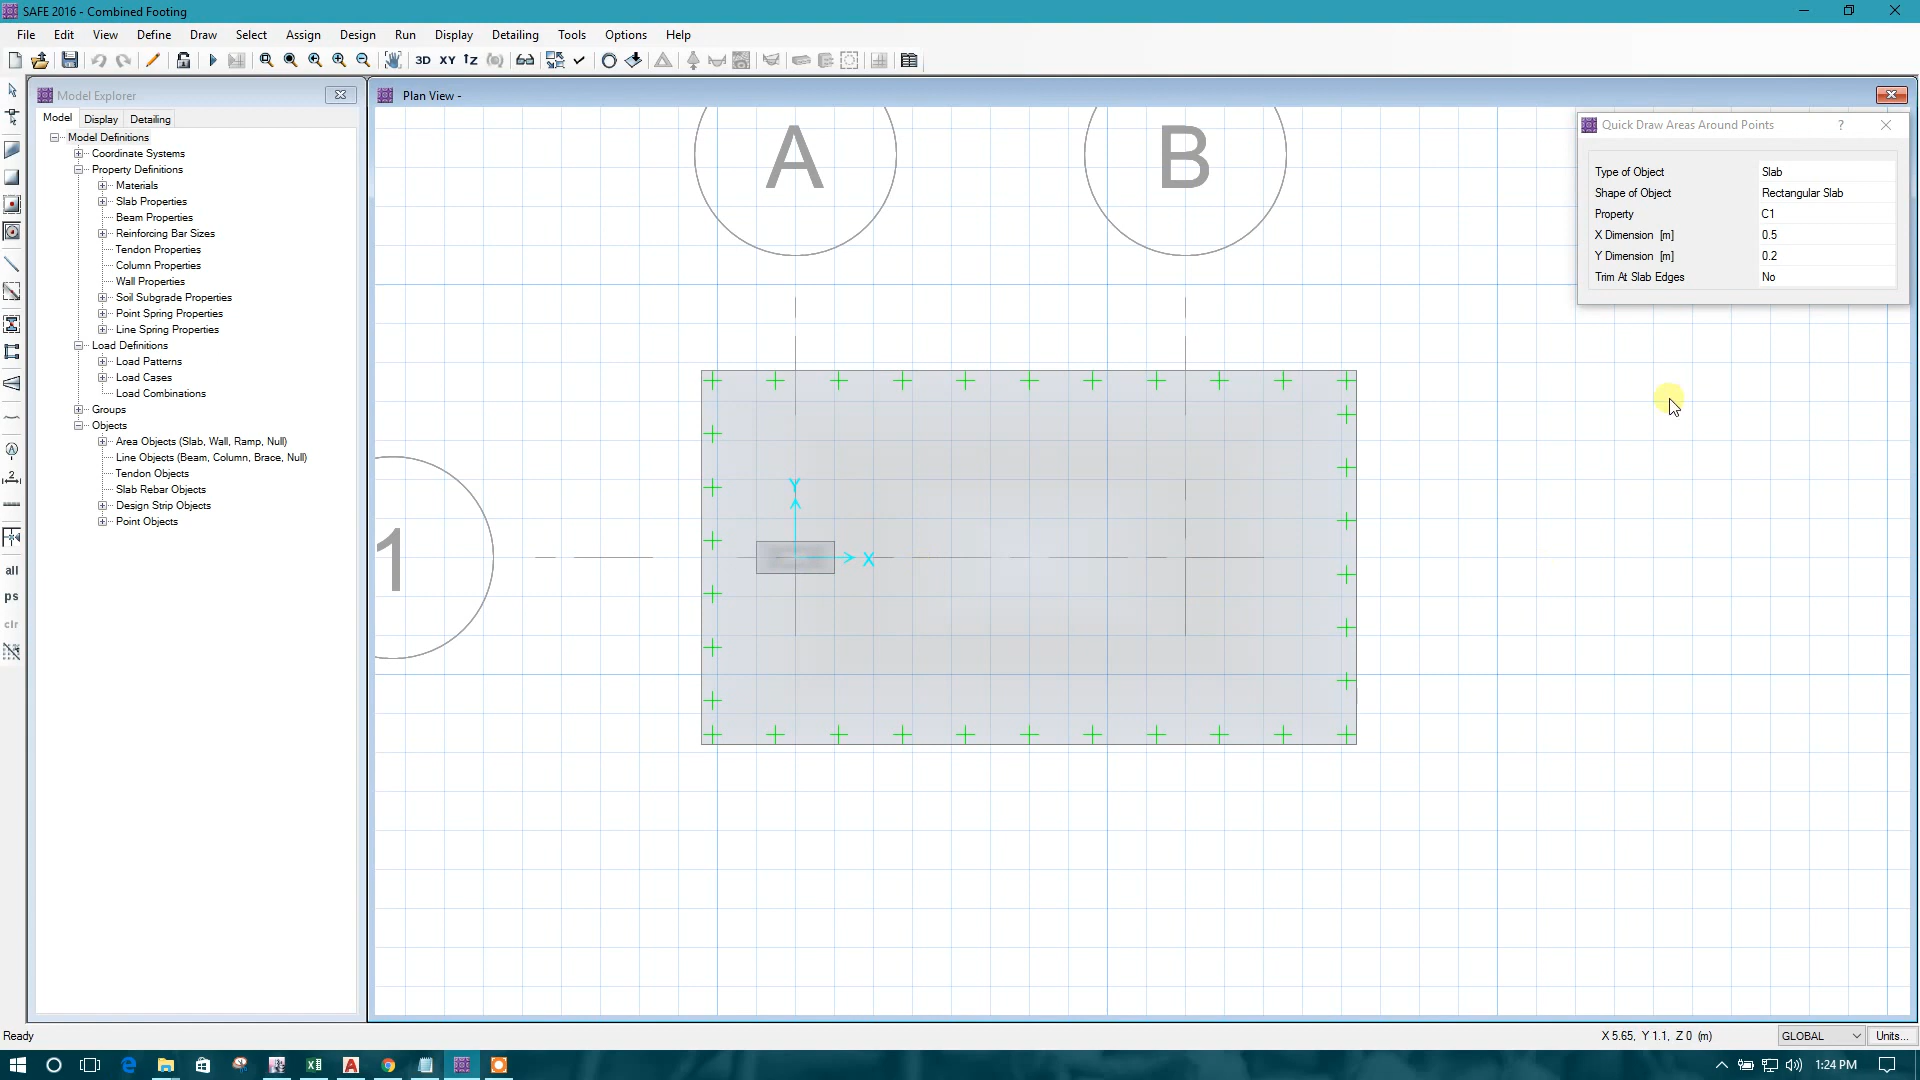 SAFE 2016 - Combined Footing
File Edit View Define Draw Select Assign Design Run Display Detailing Tools Options Help
3D XY
Model Explorer
Model Display Detailing
Model Definitions
Coordinate Systems
Property Definitions
Materials
Slab Properties
Beam Properties
Reinforcing Bar Sizes
Tendon Properties
Column Properties
Wall Properties
Soil Subgrade Properties
Point Spring Properties
Line Spring Properties
Load Definitions
Load Patterns
Load Cases
Load Combinations
Groups
Objects
Area Objects (Slab, Wall, Ramp, Null)
Line Objects (Beam, Column, Brace, Null)
Tendon Objects
Slab Rebar Objects
Design Strip Objects
Point Objects
all
ps
clr
Plan View -
A B
1
Y
X
Quick Draw Areas Around Points ?
Type of Object Slab
Shape of Object Rectangular Slab
Property C1
X Dimension [m] 0.5
Y Dimension [m] 0.2
Trim At Slab Edges No
Ready X 5.65, Y 1.1, Z 0 (m) GLOBAL Units...
1:24 PM